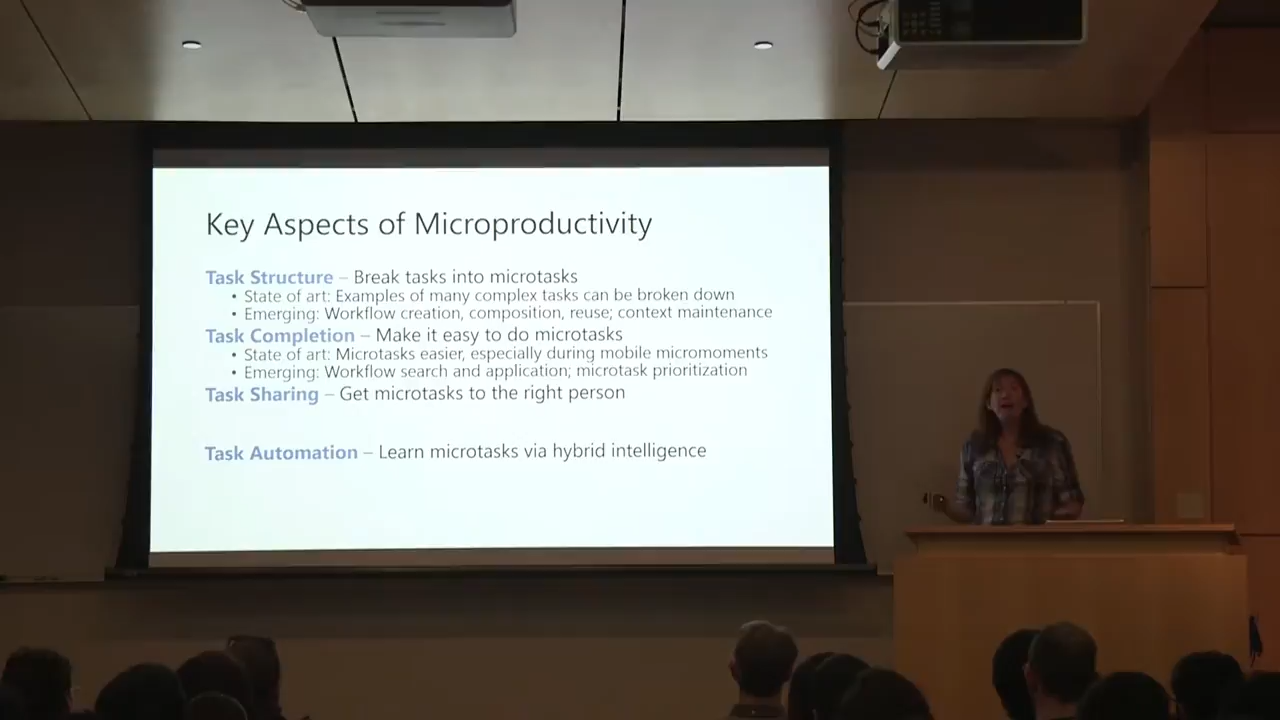 Key Aspects of Microproductivity
Task Structure – Break tasks into microtasks
• State of art: Examples of many complex tasks can be broken down
• Emerging: Workflow creation, composition, reuse; context maintenance
Task Completion – Make it easy to do microtasks
• State of art: Microtasks easier, especially during mobile micromoments
• Emerging: Workflow search and application; microtask prioritization
Task Sharing – Get microtasks to the right person
Task Automation – Learn microtasks via hybrid intelligence